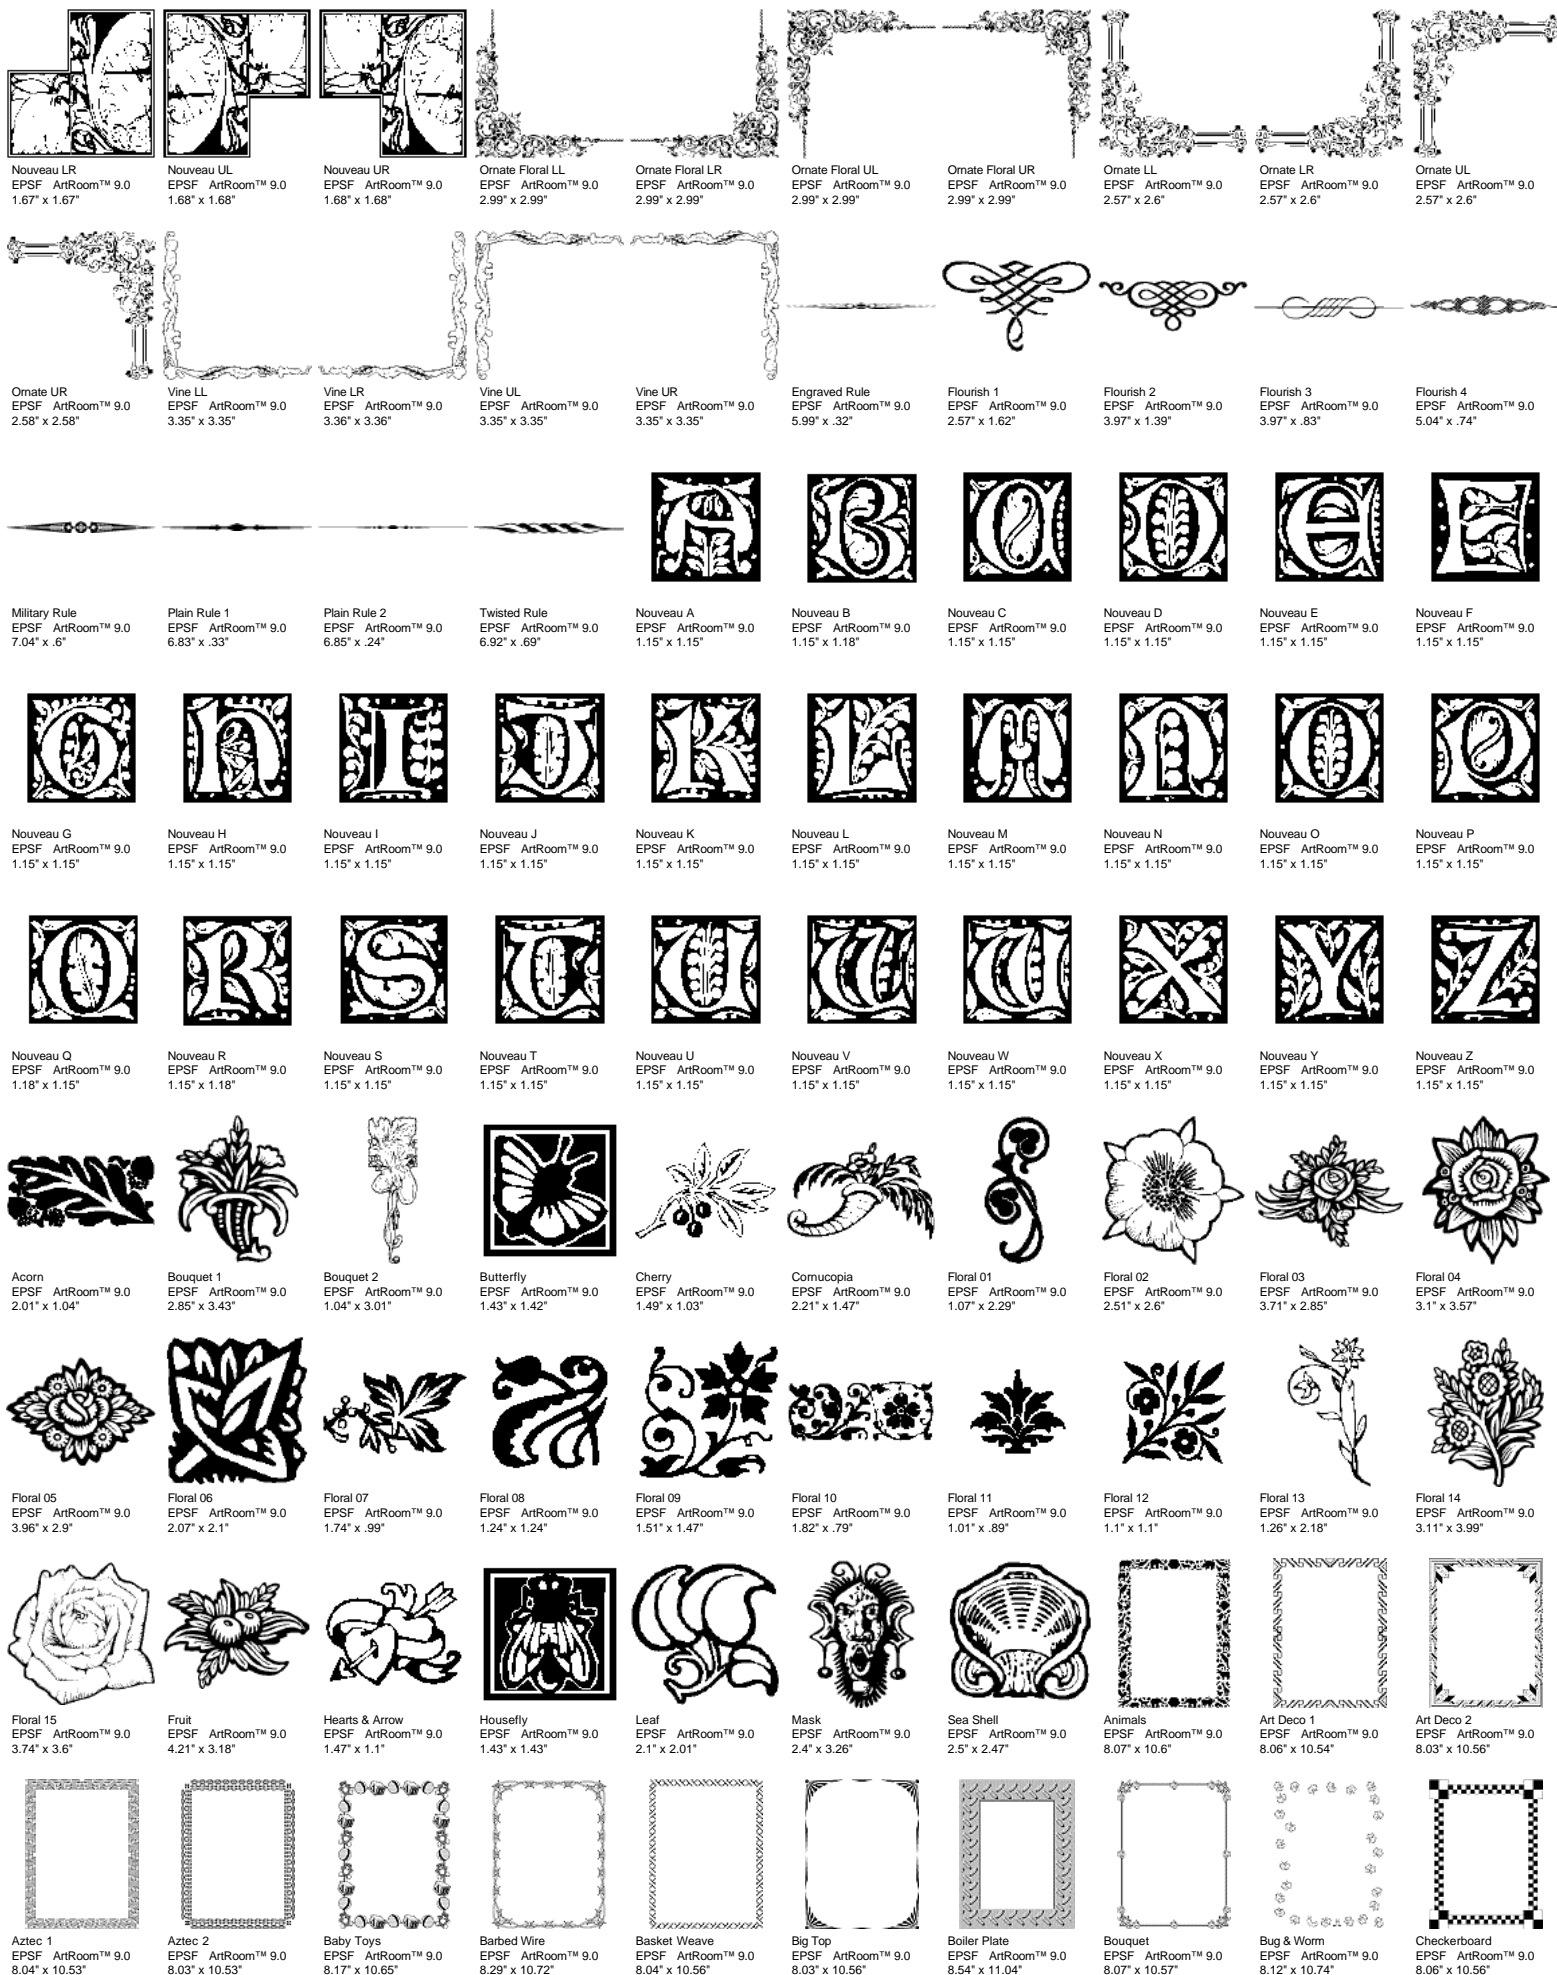 Nouveau LR
EPSF ArtRoom™ 9.0
1.67" x 1.67"
Nouveau UL
EPSF ArtRoom™ 9.0
1.68" x 1.68"
Nouveau UR
EPSF ArtRoom™ 9.0
1.68" x 1.68"
Ornate Floral LL
EPSF ArtRoom™ 9.0
2.99" x 2.99"
Ornate Floral LR
EPSF ArtRoom™ 9.0
2.99" x 2.99"
Ornate Floral UL
EPSF ArtRoom™ 9.0
2.99" x 2.99"
Ornate Floral UR
EPSF ArtRoom™ 9.0
2.99" x 2.99"
Ornate LL
EPSF ArtRoom™ 9.0
2.57" x 2.6"
Ornate LR
EPSF ArtRoom™ 9.0
2.57" x 2.6"
Ornate UL
EPSF ArtRoom™ 9.0
2.57" x 2.6"
Ornate UR
EPSF ArtRoom™ 9.0
2.58" x 2.58"
Vine LL
EPSF ArtRoom™ 9.0
3.35" x 3.35"
Vine LR
EPSF ArtRoom™ 9.0
3.36" x 3.36"
Vine UL
EPSF ArtRoom™ 9.0
3.35" x 3.35"
Vine UR
EPSF ArtRoom™ 9.0
3.35" x 3.35"
Engraved Rule
EPSF ArtRoom™ 9.0
5.99" x .32"
Flourish 1
EPSF ArtRoom™ 9.0
2.57" x 1.62"
Flourish 2
EPSF ArtRoom™ 9.0
3.97" x 1.39"
Flourish 3
EPSF ArtRoom™ 9.0
3.97" x .83"
Flourish 4
EPSF ArtRoom™ 9.0
5.04" x .74"
Military Rule
EPSF ArtRoom™ 9.0
7.04" x .6"
Plain Rule 1
EPSF ArtRoom™ 9.0
6.83" x .33"
Plain Rule 2
EPSF ArtRoom™ 9.0
6.85" x .24"
Twisted Rule
EPSF ArtRoom™ 9.0
6.92" x .69"
Nouveau A
EPSF ArtRoom™ 9.0
1.15" x 1.15"
Nouveau B
EPSF ArtRoom™ 9.0
1.15" x 1.18"
Nouveau C
EPSF ArtRoom™ 9.0
1.15" x 1.15"
Nouveau D
EPSF ArtRoom™ 9.0
1.15" x 1.15"
Nouveau E
EPSF ArtRoom™ 9.0
1.15" x 1.15"
Nouveau F
EPSF ArtRoom™ 9.0
1.15" x 1.15"
Nouveau G
EPSF ArtRoom™ 9.0
1.15" x 1.15"
Nouveau H
EPSF ArtRoom™ 9.0
1.15" x 1.15"
Nouveau I
EPSF ArtRoom™ 9.0
1.15" x 1.15"
Nouveau J
EPSF ArtRoom™ 9.0
1.15" x 1.15"
Nouveau K
EPSF ArtRoom™ 9.0
1.15" x 1.15"
Nouveau L
EPSF ArtRoom™ 9.0
1.15" x 1.15"
Nouveau M
EPSF ArtRoom™ 9.0
1.15" x 1.15"
Nouveau N
EPSF ArtRoom™ 9.0
1.15" x 1.15"
Nouveau O
EPSF ArtRoom™ 9.0
1.15" x 1.15"
Nouveau P
EPSF ArtRoom™ 9.0
1.15" x 1.15"
Nouveau Q
EPSF ArtRoom™ 9.0
1.18" x 1.15"
Nouveau R
EPSF ArtRoom™ 9.0
1.15" x 1.18"
Nouveau S
EPSF ArtRoom™ 9.0
1.15" x 1.15"
Nouveau T
EPSF ArtRoom™ 9.0
1.15" x 1.15"
Nouveau U
EPSF ArtRoom™ 9.0
1.15" x 1.15"
Nouveau V
EPSF ArtRoom™ 9.0
1.15" x 1.15"
Nouveau W
EPSF ArtRoom™ 9.0
1.15" x 1.15"
Nouveau X
EPSF ArtRoom™ 9.0
1.15" x 1.15"
Nouveau Y
EPSF ArtRoom™ 9.0
1.15" x 1.15"
Nouveau Z
EPSF ArtRoom™ 9.0
1.15" x 1.15"
Acorn
EPSF ArtRoom™ 9.0
2.01" x 1.04"
Bouquet 1
EPSF ArtRoom™ 9.0
2.85" x 3.43"
Bouquet 2
EPSF ArtRoom™ 9.0
1.04" x 3.01"
Butterfly
EPSF ArtRoom™ 9.0
1.43" x 1.42"
Cherry
EPSF ArtRoom™ 9.0
1.49" x 1.03"
Cornucopia
EPSF ArtRoom™ 9.0
2.21" x 1.47"
Floral 01
EPSF ArtRoom™ 9.0
1.07" x 2.29"
Floral 02
EPSF ArtRoom™ 9.0
2.51" x 2.6"
Floral 03
EPSF ArtRoom™ 9.0
3.71" x 2.85"
Floral 04
EPSF ArtRoom™ 9.0
3.1" x 3.57"
Floral 05
EPSF ArtRoom™ 9.0
3.96" x 2.9"
Floral 06
EPSF ArtRoom™ 9.0
2.07" x 2.1"
Floral 07
EPSF ArtRoom™ 9.0
1.74" x .99"
Floral 08
EPSF ArtRoom™ 9.0
1.24" x 1.24"
Floral 09
EPSF ArtRoom™ 9.0
1.51" x 1.47"
Floral 10
EPSF ArtRoom™ 9.0
1.82" x .79"
Floral 11
EPSF ArtRoom™ 9.0
1.01" x .89"
Floral 12
EPSF ArtRoom™ 9.0
1.1" x 1.1"
Floral 13
EPSF ArtRoom™ 9.0
1.26" x 2.18"
Floral 14
EPSF ArtRoom™ 9.0
3.11" x 3.99"
Floral 15
EPSF ArtRoom™ 9.0
3.74" x 3.6"
Fruit
EPSF ArtRoom™ 9.0
4.21" x 3.18"
Hearts & Arrow
EPSF ArtRoom™ 9.0
1.47" x 1.1"
Housefly
EPSF ArtRoom™ 9.0
1.43" x 1.43"
Leaf
EPSF ArtRoom™ 9.0
2.1" x 2.01"
Mask
EPSF ArtRoom™ 9.0
2.4" x 3.26"
Sea Shell
EPSF ArtRoom™ 9.0
2.5" x 2.47"
Animals
EPSF ArtRoom™ 9.0
8.07" x 10.6"
Art Deco 1
EPSF ArtRoom™ 9.0
8.06" x 10.54"
Art Deco 2
EPSF ArtRoom™ 9.0
8.03" x 10.56"
Aztec 1
EPSF ArtRoom™ 9.0
8.04" x 10.53"
Aztec 2
EPSF ArtRoom™ 9.0
8.03" x 10.53"
Baby Toys
EPSF ArtRoom™ 9.0
8.17" x 10.65"
Barbed Wire
EPSF ArtRoom™ 9.0
8.29" x 10.72"
Basket Weave
EPSF ArtRoom™ 9.0
8.04" x 10.56"
Big Top
EPSF ArtRoom™ 9.0
8.03" x 10.56"
Boiler Plate
EPSF ArtRoom™ 9.0
8.54" x 11.04"
Bouquet
EPSF ArtRoom™ 9.0
8.07" x 10.57"
Bug & Worm
EPSF ArtRoom™ 9.0
8.12" x 10.74"
Checkerboard
EPSF ArtRoom™ 9.0
8.06" x 10.56"